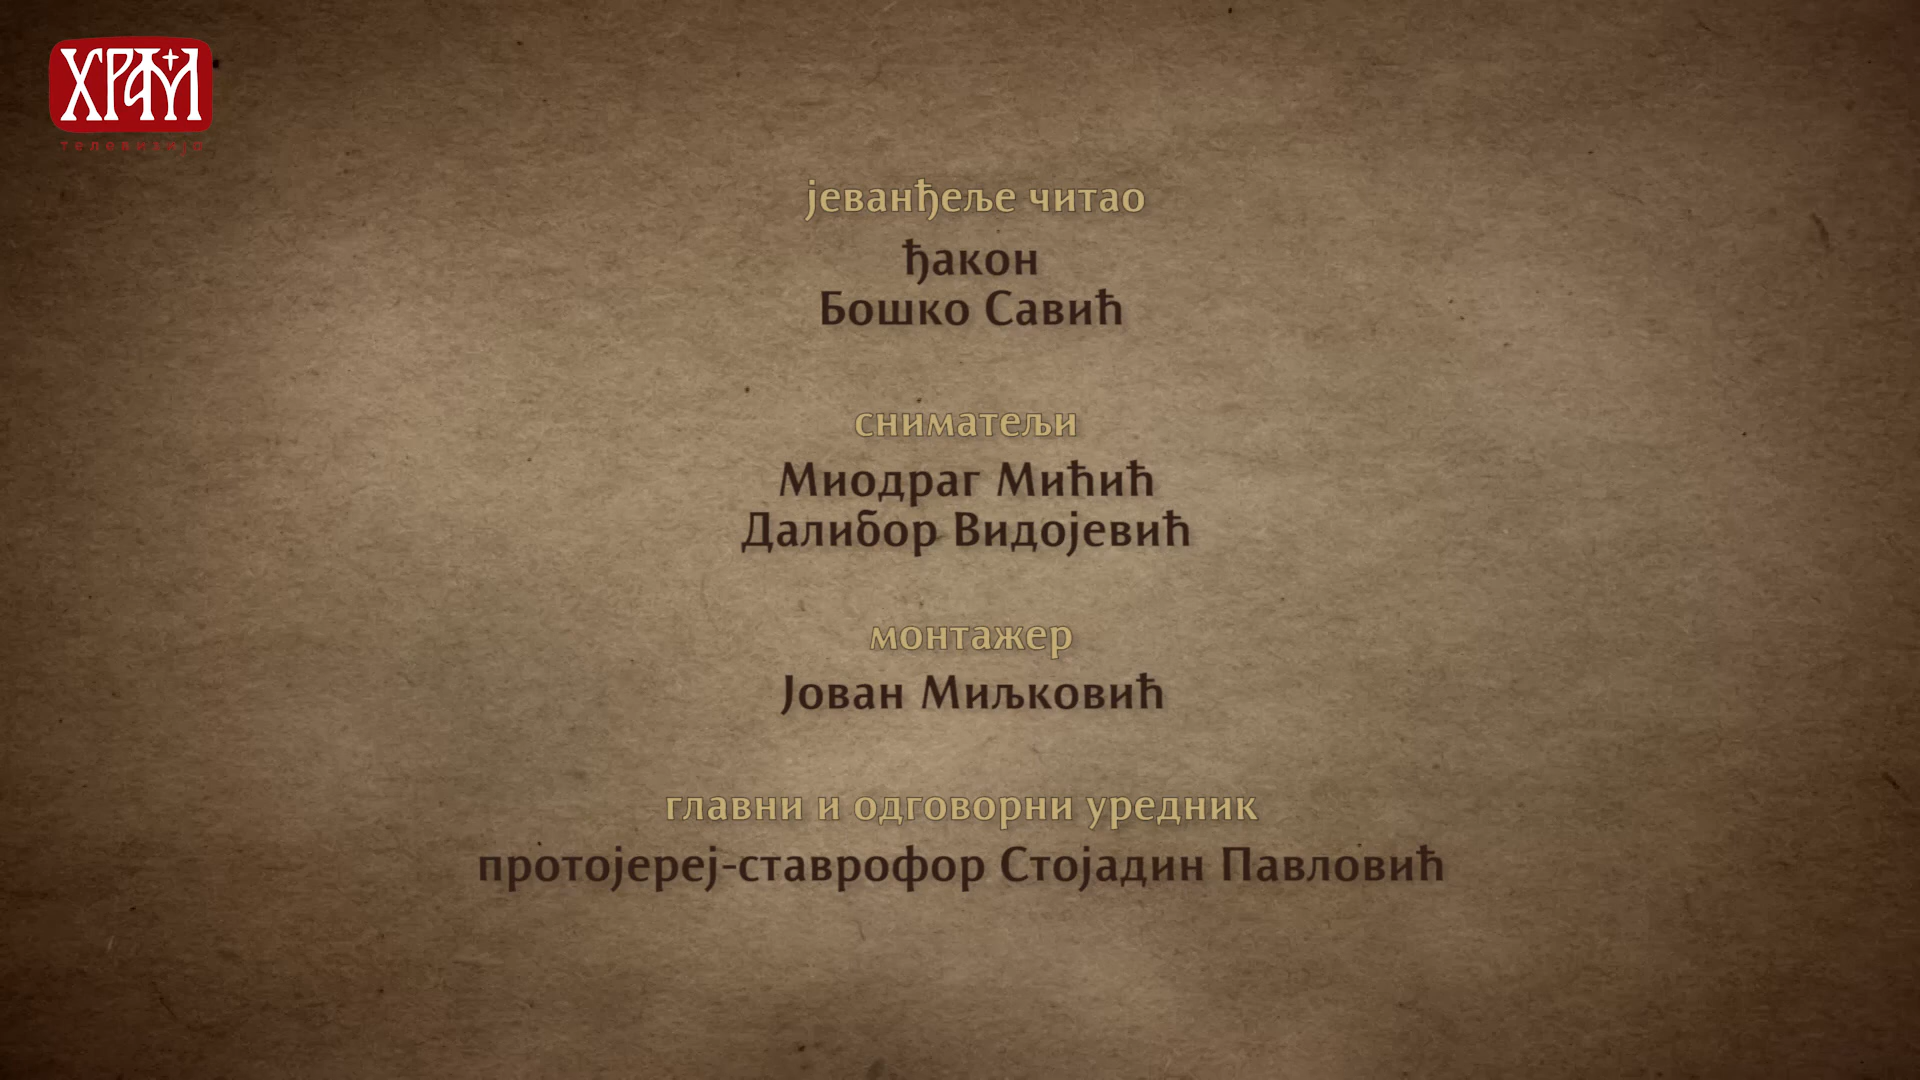 ХРАМ
телевизија
јеванђеље читао
ђакон
Бошко Савић
сниматељи
Миодраг Мићић
Далибор Видојевић
монтажер
Јован Миљковић
главни и одговорни уредник
протојереј-ставрофор Стојадин Павловић